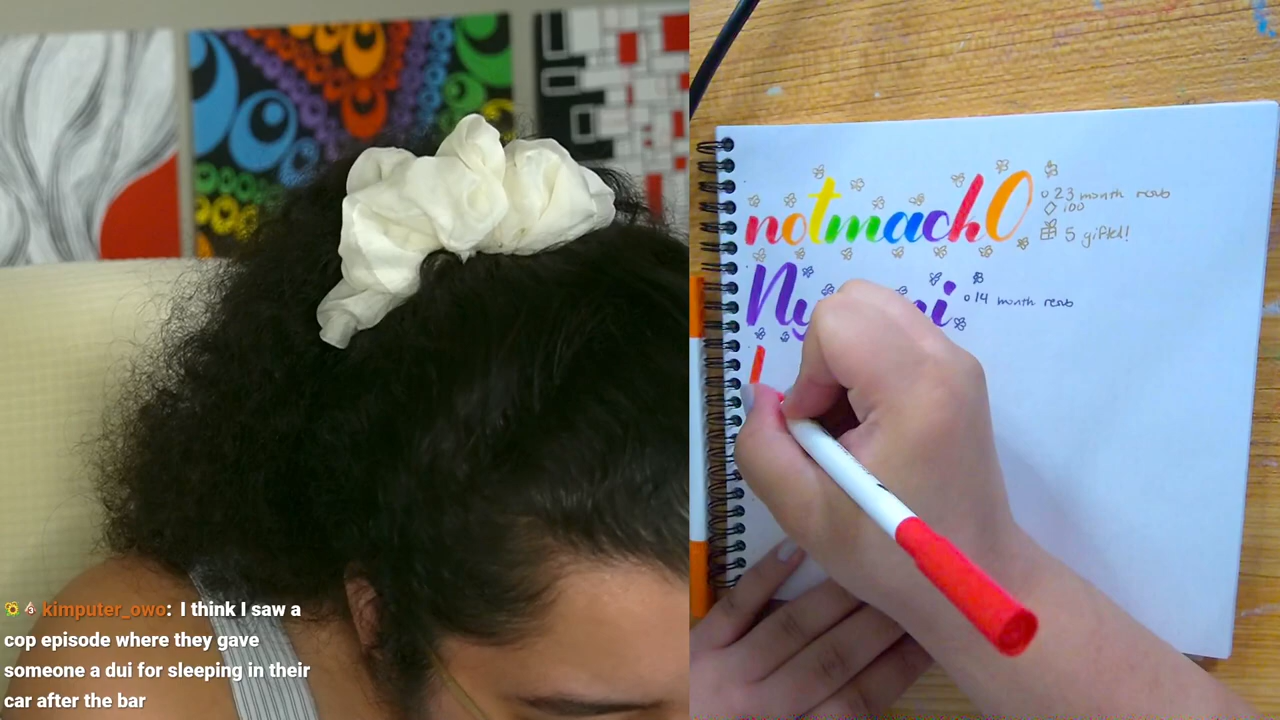 kimputer_owo: I think I saw a
cop episode where they gave
someone a dui for sleeping in their
car after the bar
notmachO
23 month resub
100
5 gifted!
14 month resub